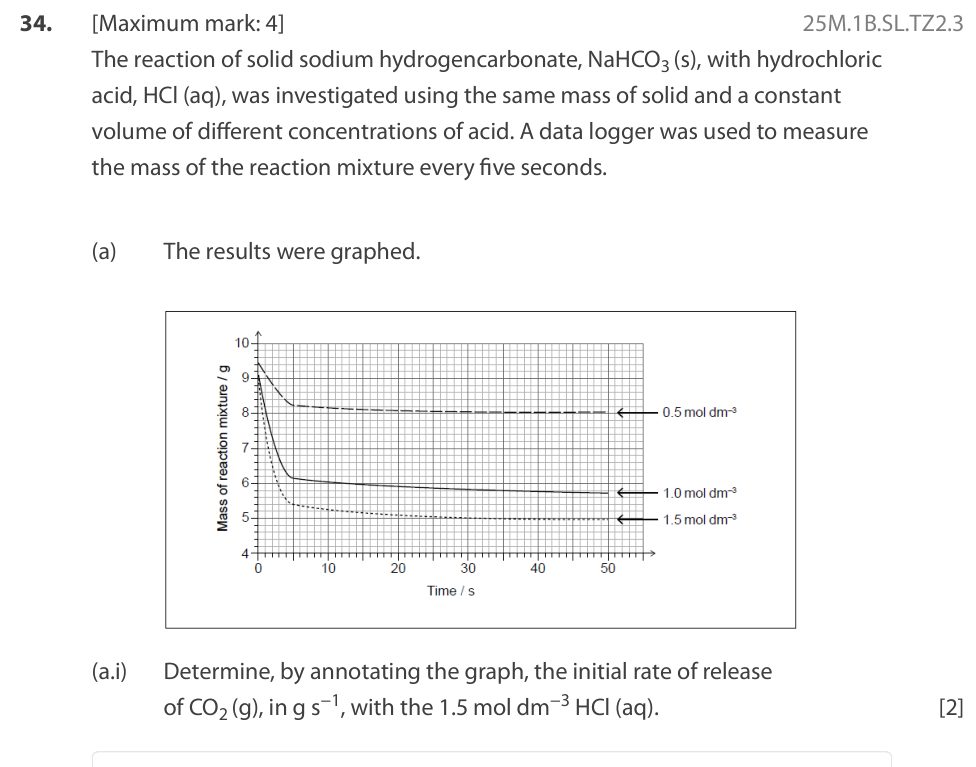 34. [Maximum mark: 4] 25M.1B.SL.TZ2.3
The reaction of solid sodium hydrogencarbonate, NaHCO₃ (s), with hydrochloric
acid, HCl (aq), was investigated using the same mass of solid and a constant
volume of different concentrations of acid. A data logger was used to measure
the mass of the reaction mixture every five seconds.
(a) The results were graphed.
Mass of reaction mixture / g
10
9
8
7
6
5
4
0.5 mol dm⁻³
1.0 mol dm⁻³
1.5 mol dm⁻³
0 10 20 30 40 50
Time / s
(a.i) Determine, by annotating the graph, the initial rate of release
of CO₂ (g), in g s⁻¹, with the 1.5 mol dm⁻³ HCl (aq). [2]